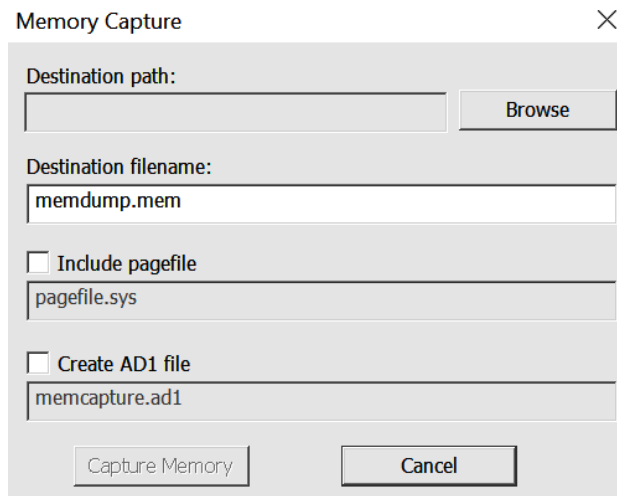 Memory Capture
Destination path:
Browse
Destination filename:
memdump.mem
Include pagefile
pagefile.sys
Create AD1 file
memcapture.ad1
Capture Memory
Cancel